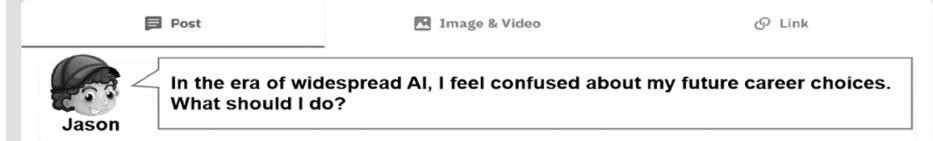 Post
Image & Video
Link
In the era of widespread AI, I feel confused about my future career choices.
What should I do?
Jason